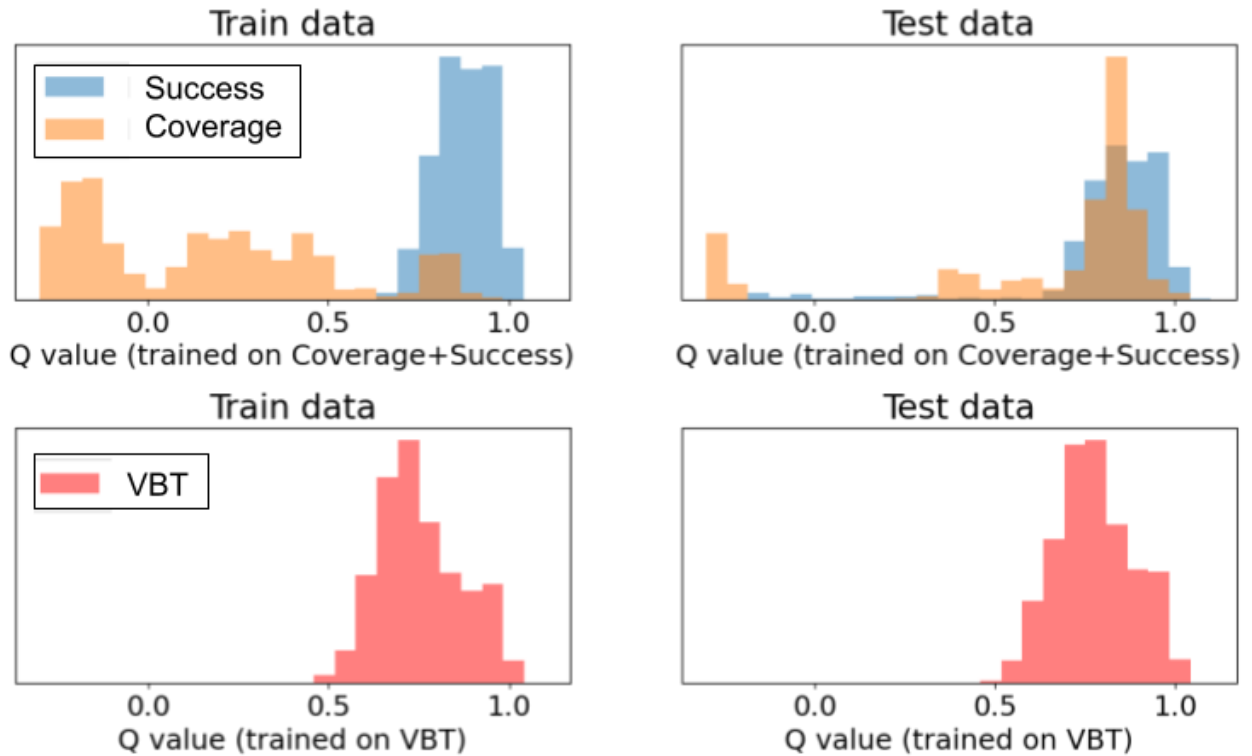 Train data
Success
Coverage
0.0 0.5 1.0
Q value (trained on Coverage+Success)
Test data
0.0 0.5 1.0
Q value (trained on Coverage+Success)
Train data
VBT
0.0 0.5 1.0
Q value (trained on VBT)
Test data
0.0 0.5 1.0
Q value (trained on VBT)